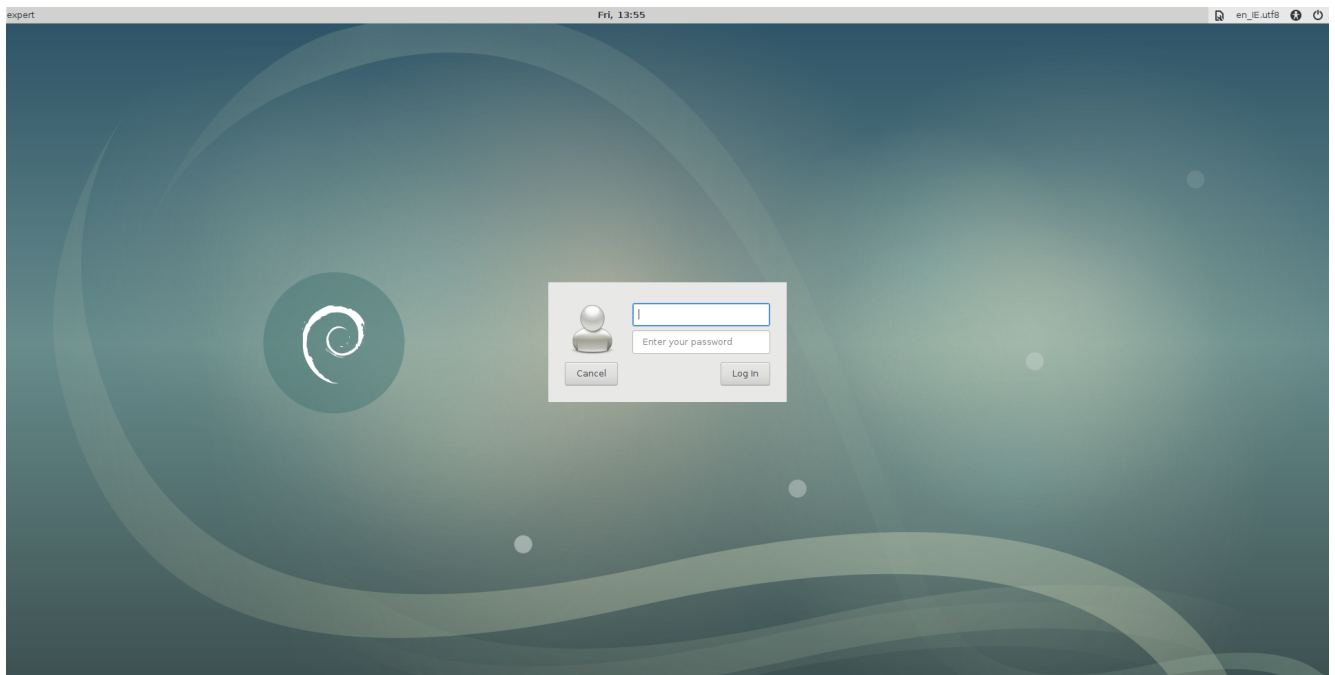 expert
Fri, 13:55
en_IE.utf8
Enter your password
Cancel
Log In